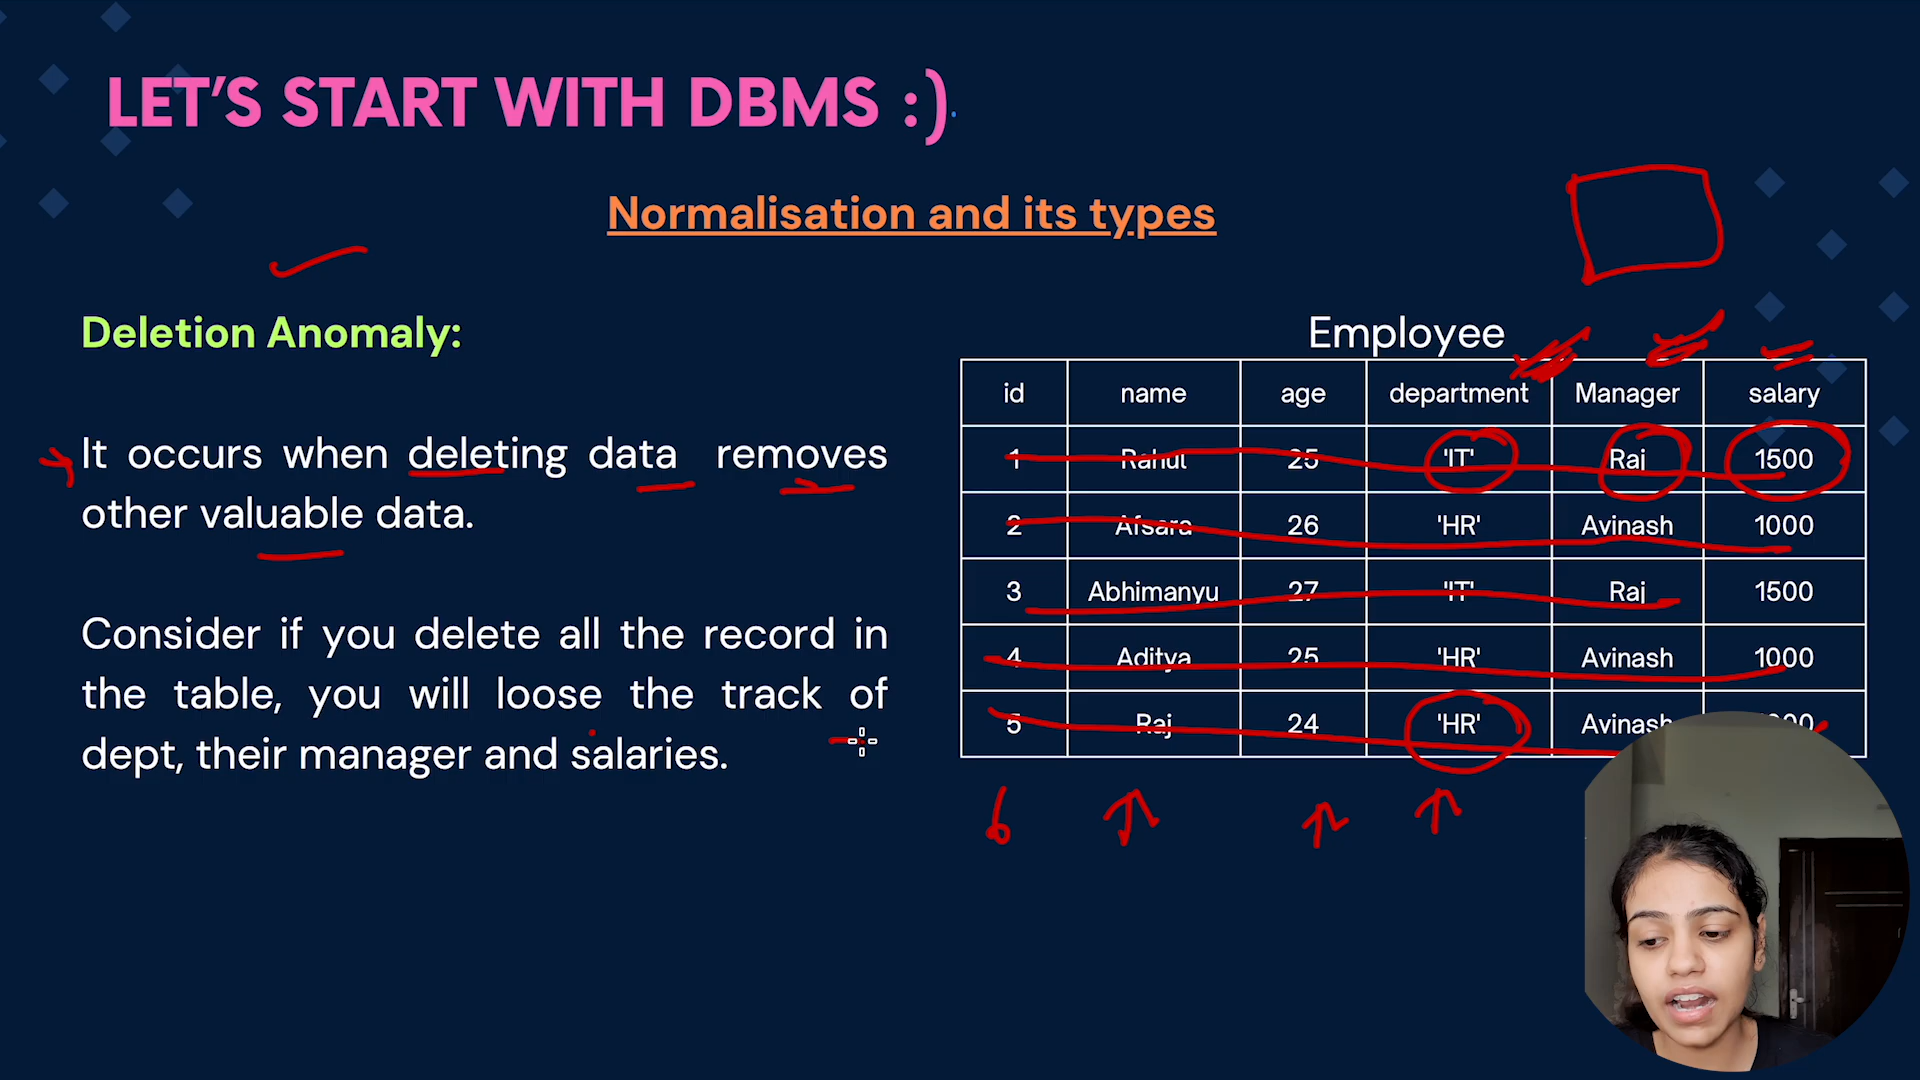 LET'S START WITH DBMS :)
Normalisation and its types
Deletion Anomaly:
It occurs when deleting data removes
other valuable data.
Consider if you delete all the record in
the table, you will loose the track of
dept, their manager and salaries.
Employee
id name age department Manager salary
1 Rahul 25 'IT' Raj 1500
2 Afsara 26 'HR' Avinash 1000
3 Abhimanyu 27 'IT' Raj 1500
4 Aditya 25 'HR' Avinash 1000
5 Raj 24 'HR' Avinash
6